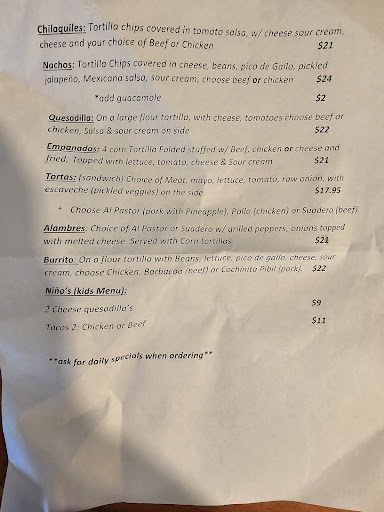 Chilaquiles: Tortilla chips covered in tomato salsa, w/ cheese sour cream,
cheese and your choice of Beef or Chicken $21
Nachos: Tortilla Chips covered in cheese, beans, pico de Gallo, pickled
jalapeño, Mexicana salsa, sour cream, choose beef or chicken $24
*add guacamole $2
Quesadilla: On a large flour tortilla, with cheese, tomatoes choose beef or
chicken, Salsa & sour cream on side $22
Empanadas: 4 corn Tortilla Folded stuffed w/ Beef, chicken or cheese and
fried. Topped with lettuce, tomato, cheese & Sour cream $21
Tortas: (sandwich) Choice of Meat, mayo, lettuce, tomato, raw onion, with
escaveche (pickled veggies) on the side $17.95
+ Choose Al Pastor (pork with Pineapple), Pollo (chicken) or Suadero (beef)
Alambres: Choice of Al Pastor or Suadero w/ grilled peppers, onions topped
with melted cheese. Served with Corn tortillas $21
Burrito: On a flour tortilla with Beans, lettuce, pico de gallo, cheese, sour
cream, choose Chicken, Barbacoa (beef) or Cochinita Pibil (pork). $22
Niño's (kids Menu):
2 Cheese quesadilla's $9
Tacos 2: Chicken or Beef $11
**ask for daily specials when ordering**